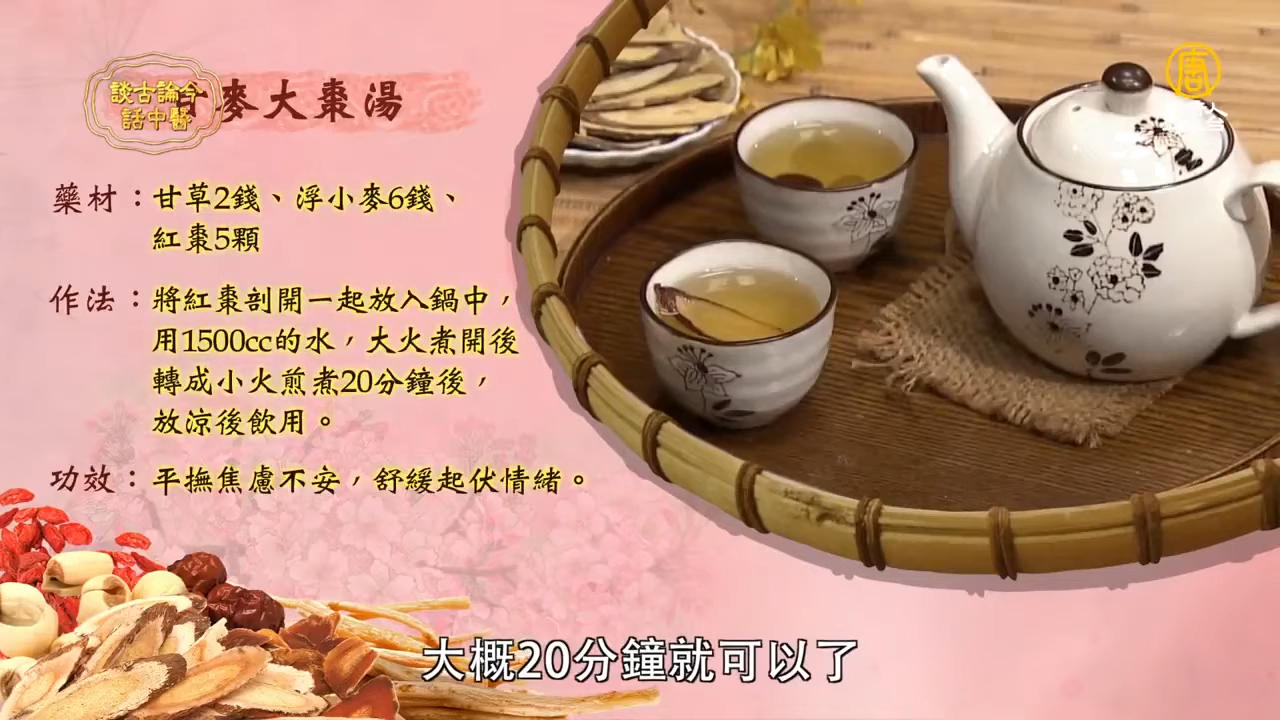 談古論今
話中醫
麥大棗湯
藥材：甘草2錢、浮小麥6錢、
紅棗5顆
作法：將紅棗剖開一起放入鍋中，
用1500cc的水，大火煮開後
轉成小火煎煮20分鐘後，
放涼後飲用。
功效：平撫焦慮不安，舒緩起伏情緒。
大概20分鐘就可以了
唐